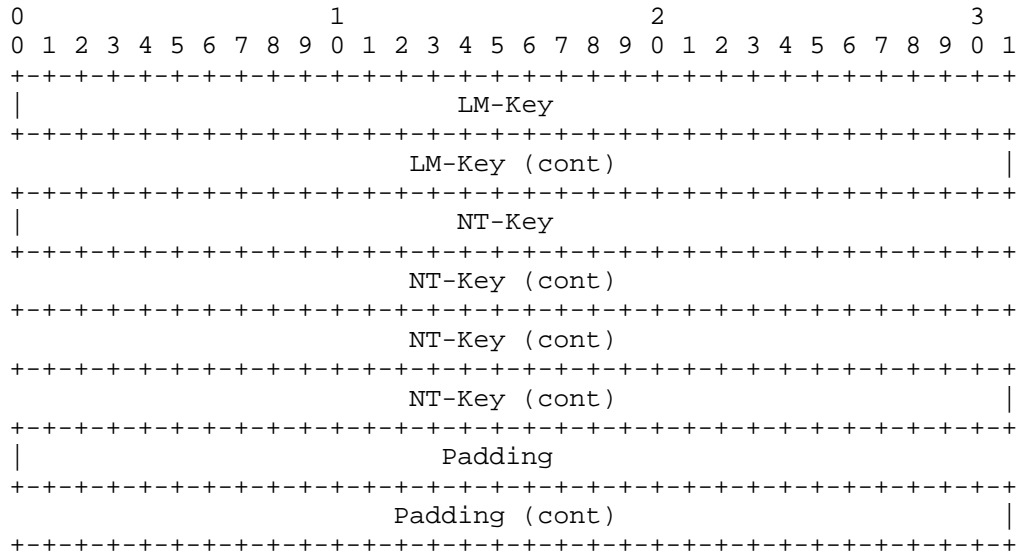 0                   1                   2                   3
0 1 2 3 4 5 6 7 8 9 0 1 2 3 4 5 6 7 8 9 0 1 2 3 4 5 6 7 8 9 0 1
+-+-+-+-+-+-+-+-+-+-+-+-+-+-+-+-+-+-+-+-+-+-+-+-+-+-+-+-+-+-+-+
|                           LM-Key
+-+-+-+-+-+-+-+-+-+-+-+-+-+-+-+-+-+-+-+-+-+-+-+-+-+-+-+-+-+-+-+
                         LM-Key (cont)                        |
+-+-+-+-+-+-+-+-+-+-+-+-+-+-+-+-+-+-+-+-+-+-+-+-+-+-+-+-+-+-+-+
|                           NT-Key
+-+-+-+-+-+-+-+-+-+-+-+-+-+-+-+-+-+-+-+-+-+-+-+-+-+-+-+-+-+-+-+
                         NT-Key (cont)
+-+-+-+-+-+-+-+-+-+-+-+-+-+-+-+-+-+-+-+-+-+-+-+-+-+-+-+-+-+-+-+
                         NT-Key (cont)
+-+-+-+-+-+-+-+-+-+-+-+-+-+-+-+-+-+-+-+-+-+-+-+-+-+-+-+-+-+-+-+
                         NT-Key (cont)                        |
+-+-+-+-+-+-+-+-+-+-+-+-+-+-+-+-+-+-+-+-+-+-+-+-+-+-+-+-+-+-+-+
|                          Padding
+-+-+-+-+-+-+-+-+-+-+-+-+-+-+-+-+-+-+-+-+-+-+-+-+-+-+-+-+-+-+-+
                        Padding (cont)                        |
+-+-+-+-+-+-+-+-+-+-+-+-+-+-+-+-+-+-+-+-+-+-+-+-+-+-+-+-+-+-+-+